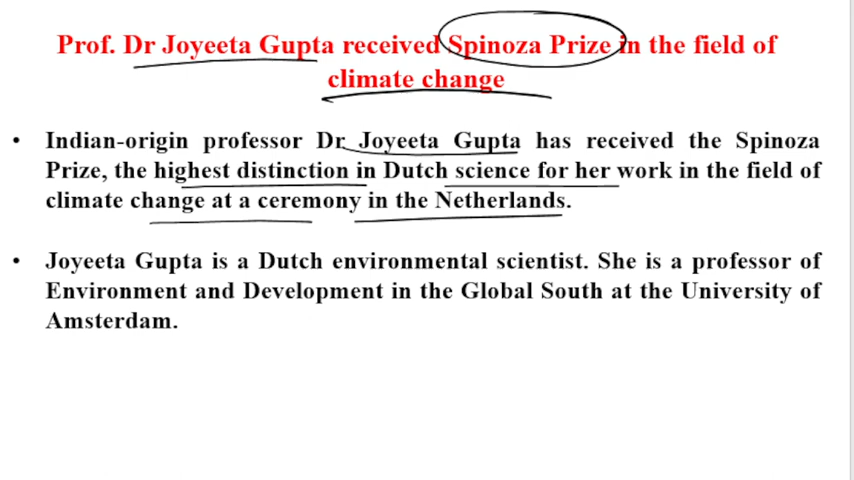 Prof. Dr Joyeeta Gupta received Spinoza Prize in the field of
climate change
• Indian-origin professor Dr Joyeeta Gupta has received the Spinoza
Prize, the highest distinction in Dutch science for her work in the field of
climate change at a ceremony in the Netherlands.
• Joyeeta Gupta is a Dutch environmental scientist. She is a professor of
Environment and Development in the Global South at the University of
Amsterdam.